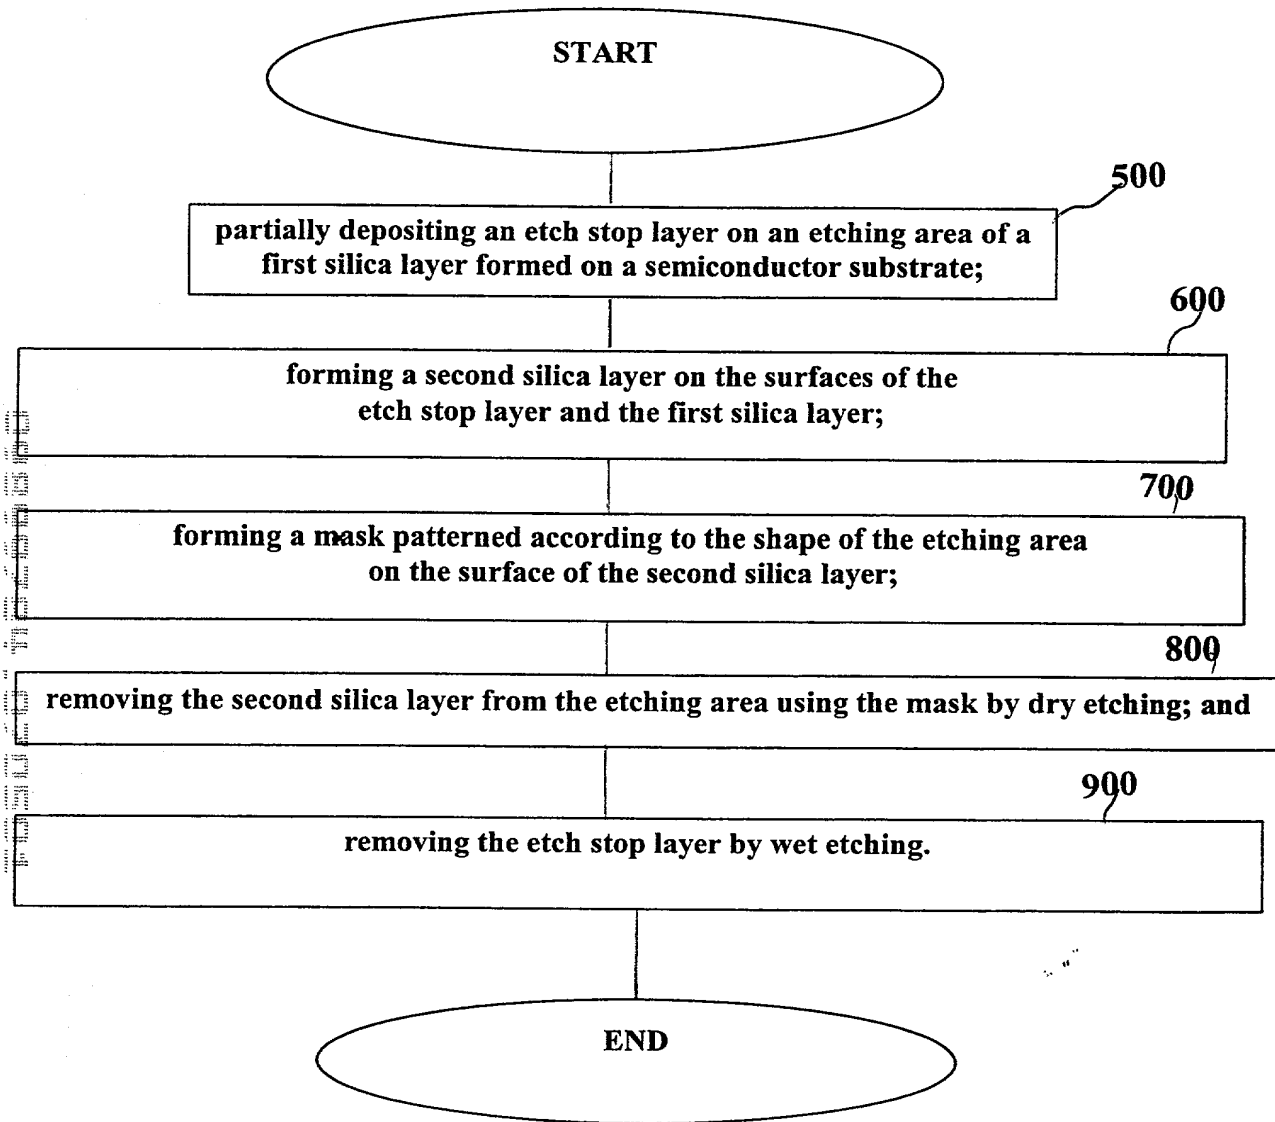 START
500
partially depositing an etch stop layer on an etching area of a
first silica layer formed on a semiconductor substrate;
600
forming a second silica layer on the surfaces of the
etch stop layer and the first silica layer;
700
forming a mask patterned according to the shape of the etching area
on the surface of the second silica layer;
800
removing the second silica layer from the etching area using the mask by dry etching; and
900
removing the etch stop layer by wet etching.
END